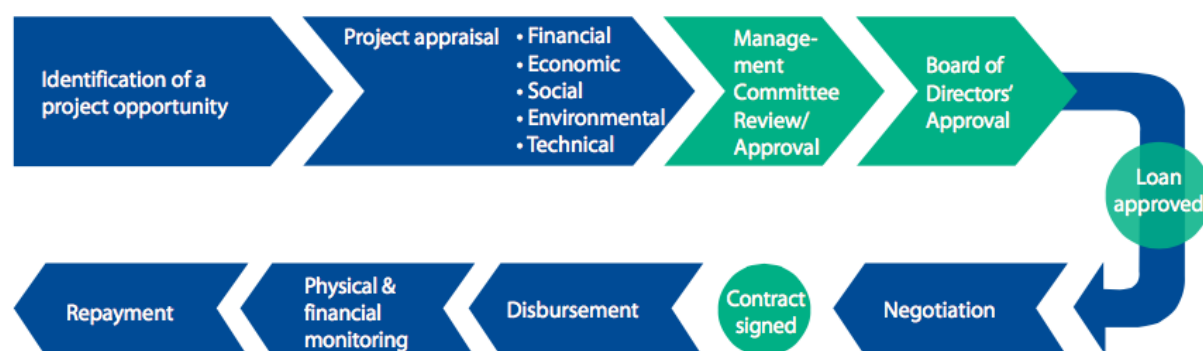 Identification of a
project opportunity
Project appraisal
• Financial
• Economic
• Social
• Environmental
• Technical
Manage-
ment
Committee
Review/
Approval
Board of
Directors’
Approval
Loan
approved
Negotiation
Contract
signed
Disbursement
Physical &
financial
monitoring
Repayment